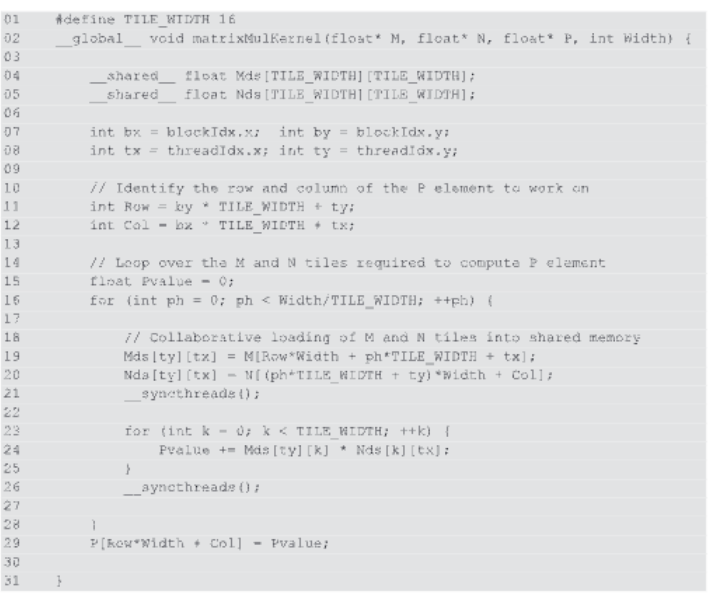 01 #define TILE_WIDTH 16
02 __global__ void matrixMulKernel(float* M, float* N, float* P, int Width) {
03
04 __shared__ float Mds[TILE_WIDTH][TILE_WIDTH];
05 __shared__ float Nds[TILE_WIDTH][TILE_WIDTH];
06
07 int bx = blockIdx.x; int by = blockIdx.y;
08 int tx = threadIdx.x; int ty = threadIdx.y;
09
10 // Identify the row and column of the P element to work on
11 int Row = by * TILE_WIDTH + ty;
12 int Col = bx * TILE_WIDTH + tx;
13
14 // Loop over the M and N tiles required to compute P element
15 float Pvalue = 0;
16 for (int ph = 0; ph < Width/TILE_WIDTH; ++ph) {
17
18 // Collaborative loading of M and N tiles into shared memory
19 Mds[ty][tx] = M[Row*Width + ph*TILE_WIDTH + tx];
20 Nds[ty][tx] = N[(ph*TILE_WIDTH + ty)*Width + Col];
21 __syncthreads();
22
23 for (int k = 0; k < TILE_WIDTH; ++k) {
24 Pvalue += Mds[ty][k] * Nds[k][tx];
25 }
26 __syncthreads();
27
28 }
29 P[Row*Width + Col] = Pvalue;
30
31 }